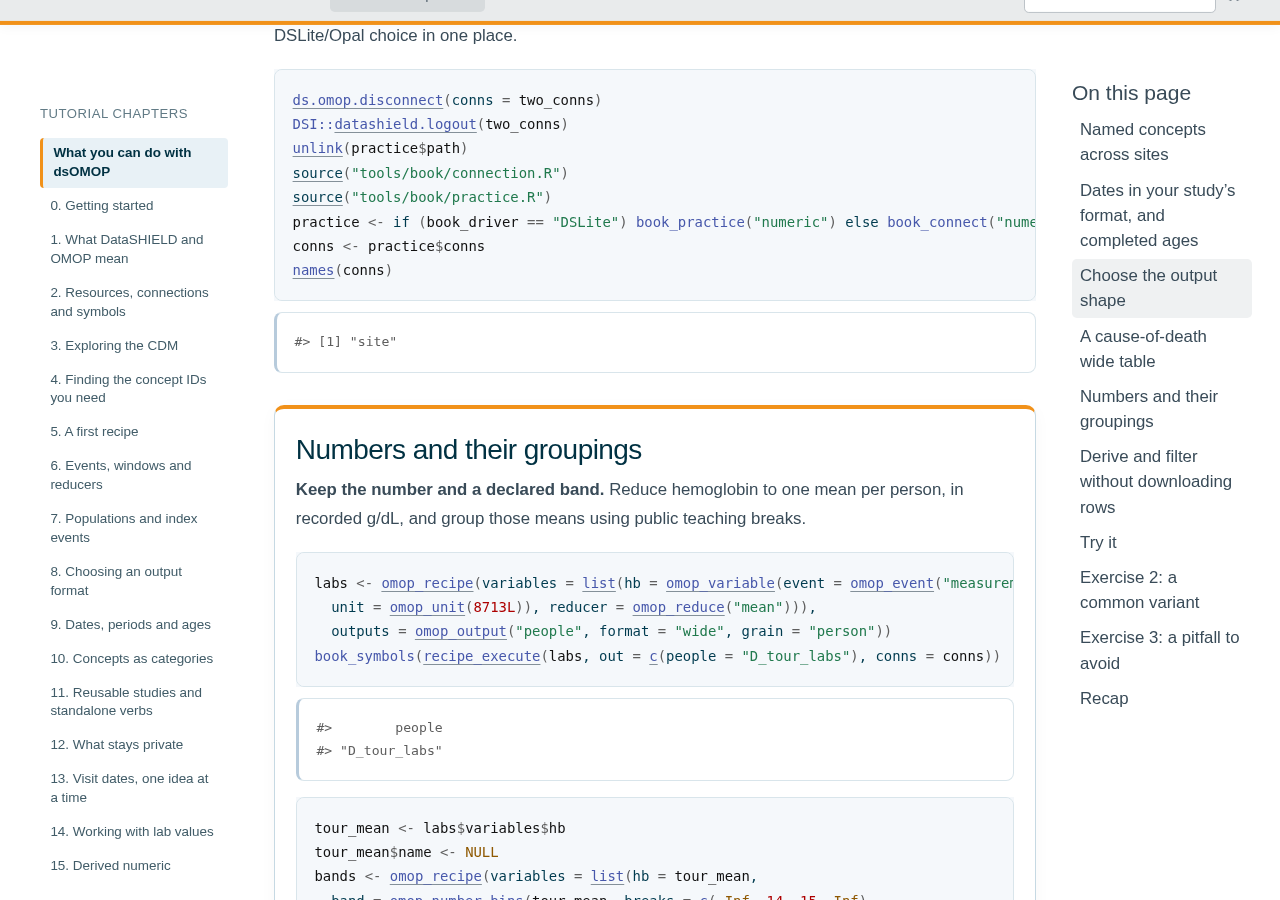 DSLite/Opal choice in one place.
TUTORIAL CHAPTERS
What you can do with
dsOMOP
0. Getting started
1. What DataSHIELD and
OMOP mean
2. Resources, connections
and symbols
3. Exploring the CDM
4. Finding the concept IDs
you need
5. A first recipe
6. Events, windows and
reducers
7. Populations and index
events
8. Choosing an output
format
9. Dates, periods and ages
10. Concepts as categories
11. Reusable studies and
standalone verbs
12. What stays private
13. Visit dates, one idea at
a time
14. Working with lab values
15. Derived numeric
ds.omop.disconnect(conns = two_conns)
DSI::datashield.logout(two_conns)
unlink(practice$path)
source("tools/book/connection.R")
source("tools/book/practice.R")
practice <- if (book_driver == "DSLite") book_practice("numeric") else book_connect("nume
conns <- practice$conns
names(conns)
#> [1] "site"
Numbers and their groupings
Keep the number and a declared band. Reduce hemoglobin to one mean per person, in
recorded g/dL, and group those means using public teaching breaks.
labs <- omop_recipe(variables = list(hb = omop_variable(event = omop_event("measurem
  unit = omop_unit(8713L)), reducer = omop_reduce("mean"))),
  outputs = omop_output("people", format = "wide", grain = "person"))
book_symbols(recipe_execute(labs, out = c(people = "D_tour_labs"), conns = conns))
#>        people
#> "D_tour_labs"
tour_mean <- labs$variables$hb
tour_mean$name <- NULL
bands <- omop_recipe(variables = list(hb = tour_mean,
  band = omop_number_bins(tour_mean, breaks = c(-Inf, 14, 15, Inf),
On this page
Named concepts
across sites
Dates in your study's
format, and
completed ages
Choose the output
shape
A cause-of-death
wide table
Numbers and their
groupings
Derive and filter
without downloading
rows
Try it
Exercise 2: a
common variant
Exercise 3: a pitfall to
avoid
Recap